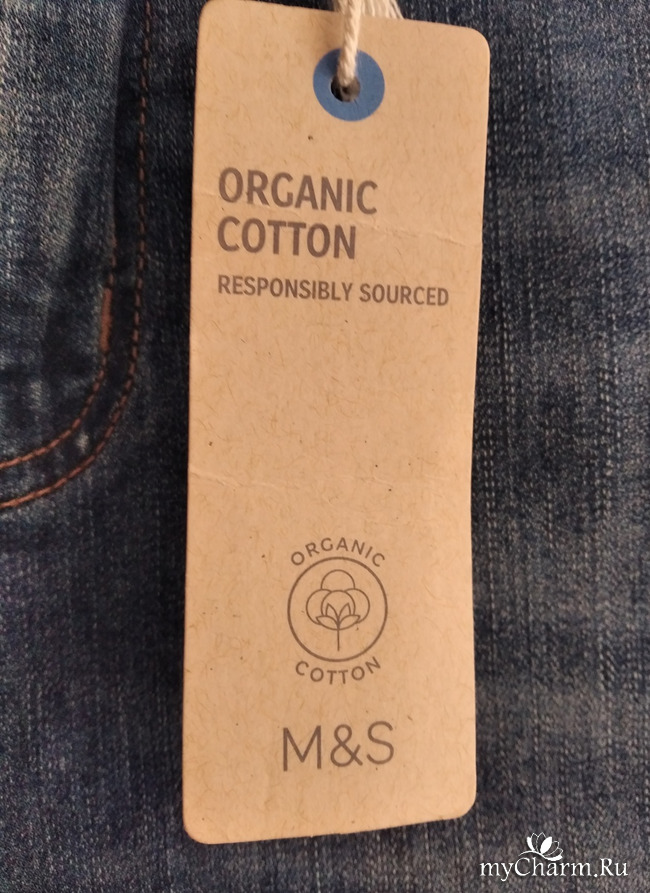 ORGANIC
COTTON
RESPONSIBLY SOURCED
ORGANIC
COTTON
M&S
myCharm.Ru